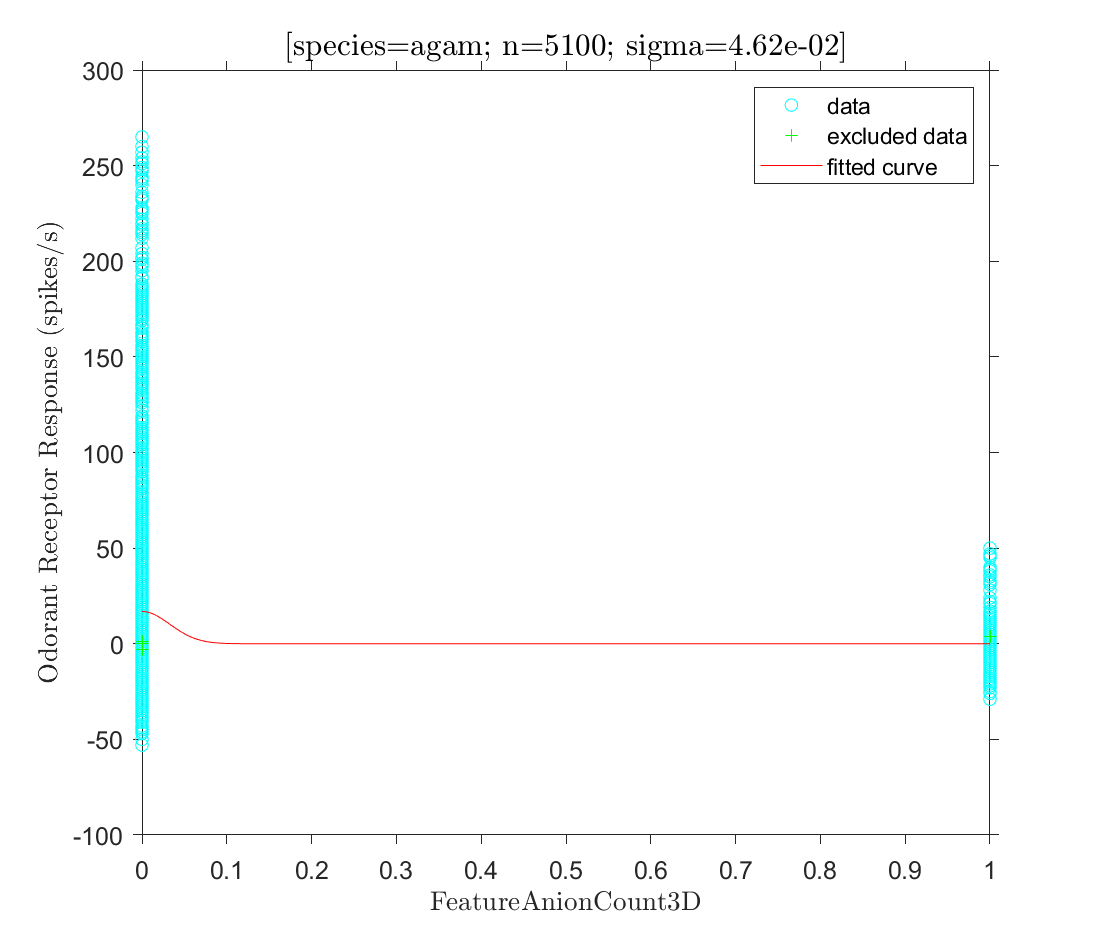 [species=agam; n=5100; sigma=4.62e-02]
300
250
200
150
100
50
0
-50
-100
Odorant Receptor Response (spikes/s)
data
excluded data
fitted curve
0 0.1 0.2 0.3 0.4 0.5 0.6 0.7 0.8 0.9 1
FeatureAnionCount3D